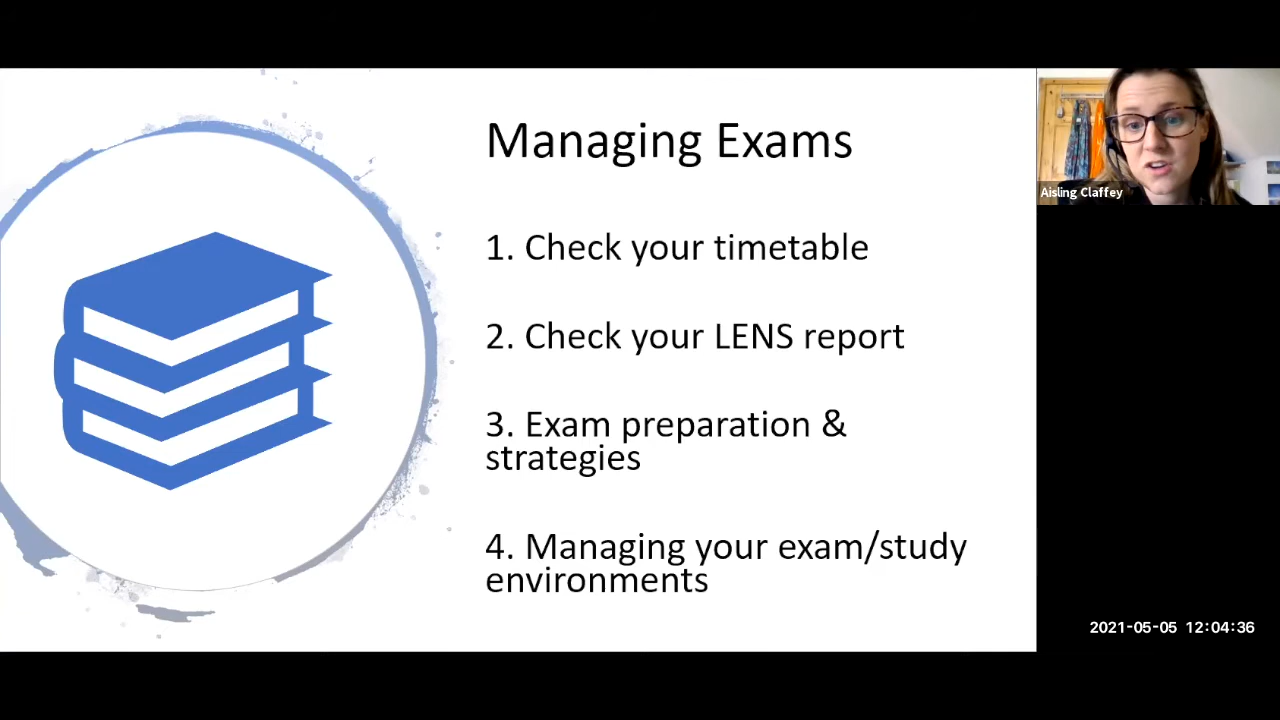 Managing Exams
1. Check your timetable
2. Check your LENS report
3. Exam preparation &
strategies
4. Managing your exam/study
environments
Aisling Claffey
2021-05-05 12:04:36